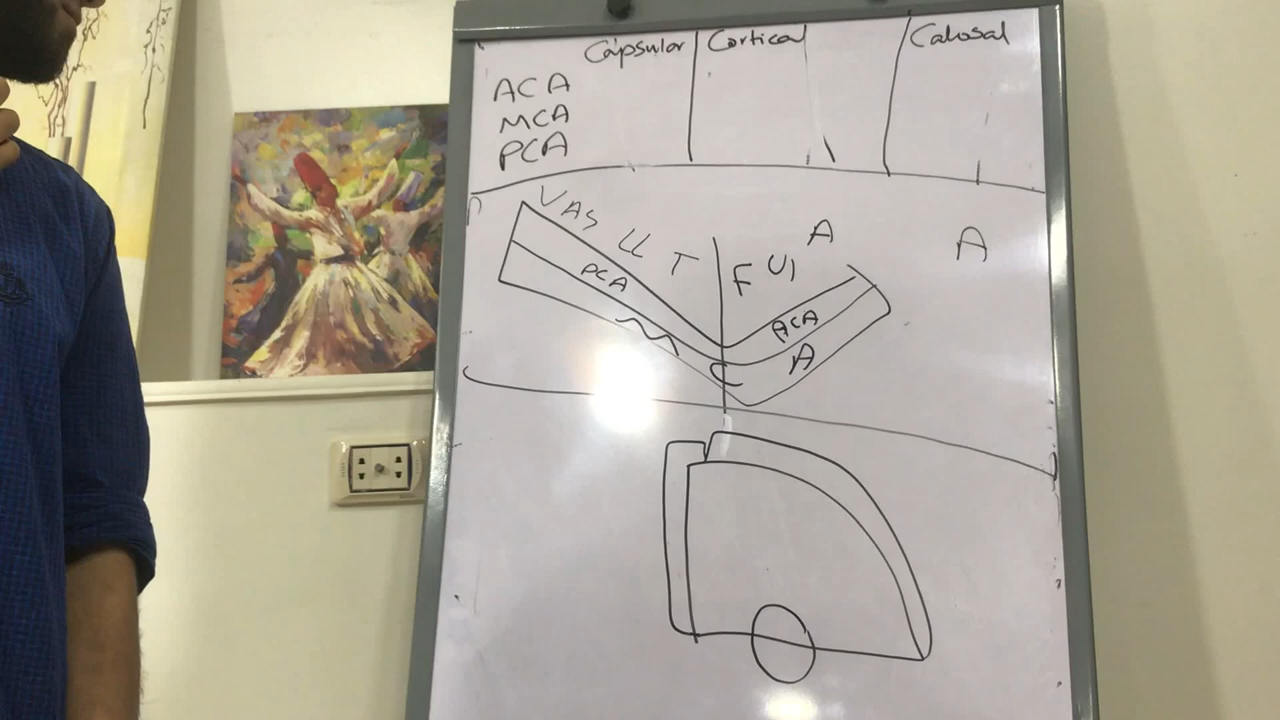 Capsular Cortical Calosal
ACA
MCA
PCA
VAS LL T F U A A
PCA ACA
C A